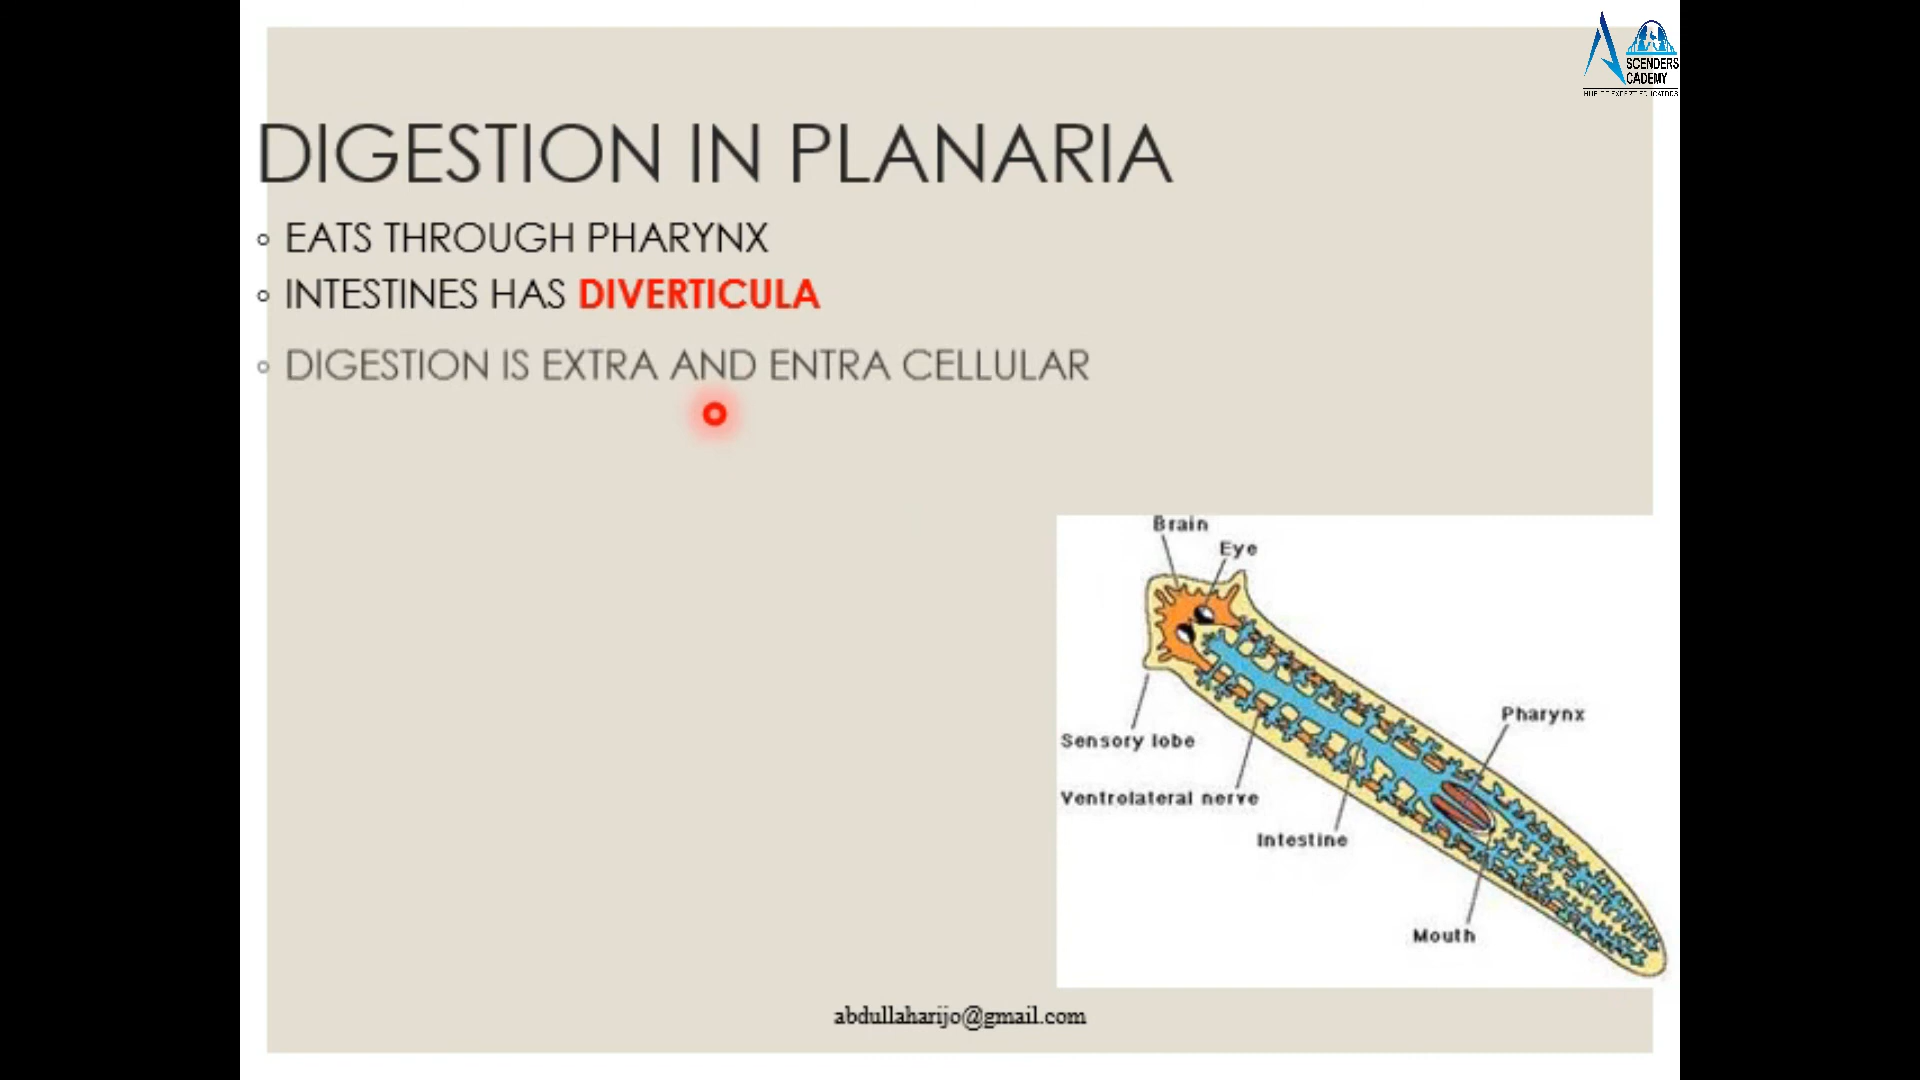 SCENDERS
CADEMY
DIGESTION IN PLANARIA
EATS THROUGH PHARYNX
INTESTINES HAS DIVERTICULA
DIGESTION IS EXTRA AND ENTRA CELLULAR
Brain
Eye
Pharynx
Sensory lobe
Ventrolateral nerve
Intestine
Mouth
abdullaharijo@gmail.com